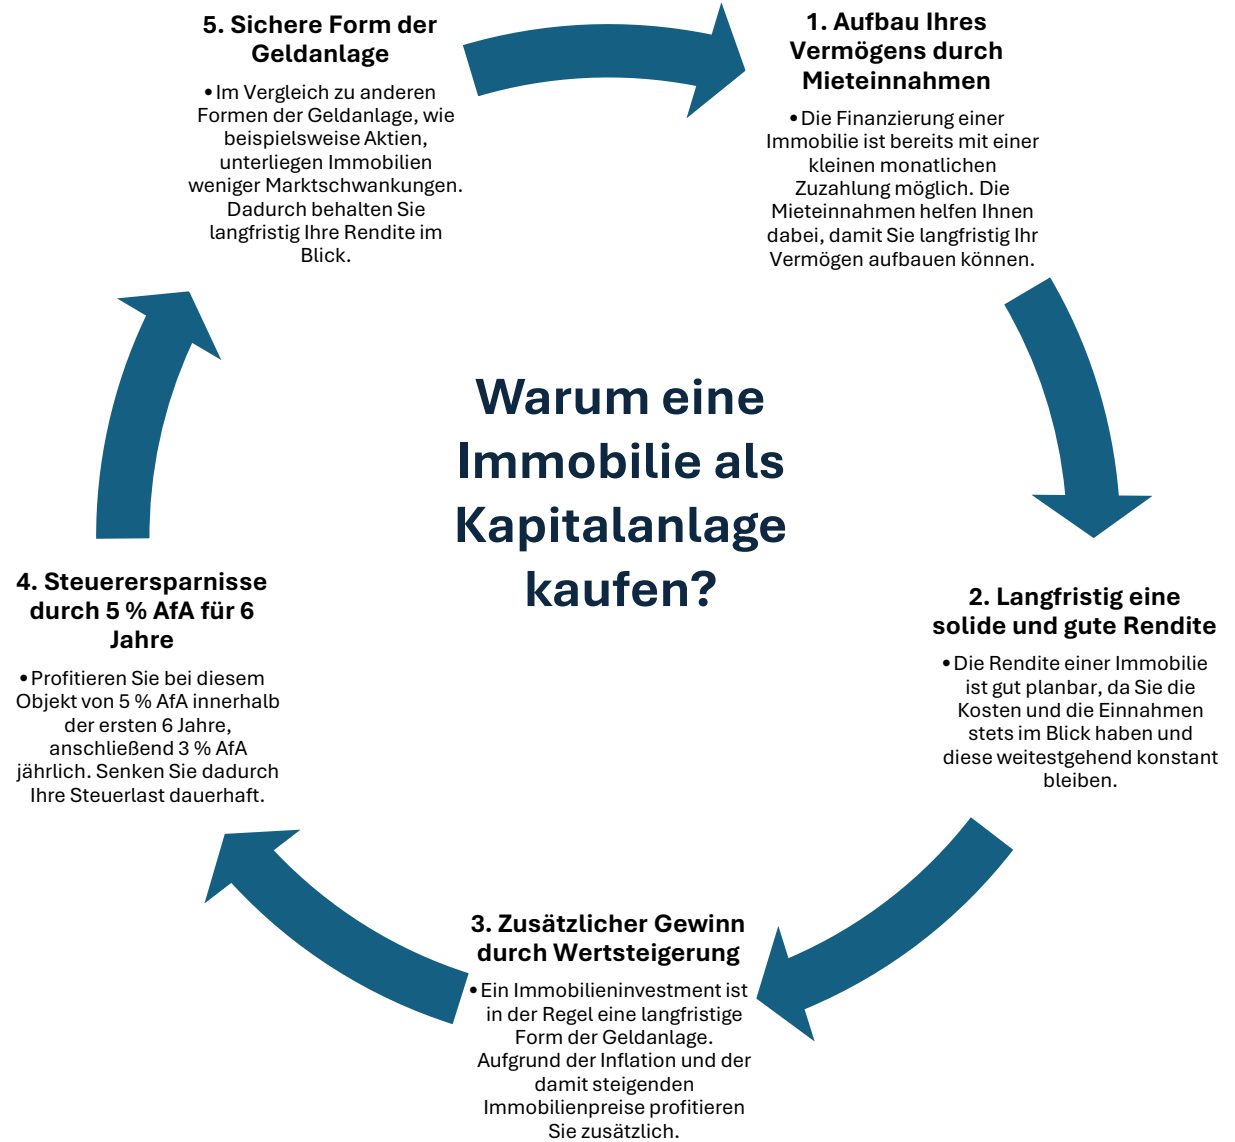 Warum eine
Immobilie als
Kapitalanlage
kaufen?
1. Aufbau Ihres
Vermögens durch
Mieteinnahmen
•Die Finanzierung einer
Immobilie ist bereits mit einer
kleinen monatlichen
Zuzahlung möglich. Die
Mieteinnahmen helfen Ihnen
dabei, damit Sie langfristig Ihr
Vermögen aufbauen können.
2. Langfristig eine
solide und gute Rendite
•Die Rendite einer Immobilie
ist gut planbar, da Sie die
Kosten und die Einnahmen
stets im Blick haben und
diese weitestgehend konstant
bleiben.
3. Zusätzlicher Gewinn
durch Wertsteigerung
•Ein Immobilieninvestment ist
in der Regel eine langfristige
Form der Geldanlage.
Aufgrund der Inflation und der
damit steigenden
Immobilienpreise profitieren
Sie zusätzlich.
4. Steuerersparnisse
durch 5 % AfA für 6
Jahre
•Profitieren Sie bei diesem
Objekt von 5 % AfA innerhalb
der ersten 6 Jahre,
anschließend 3 % AfA
jährlich. Senken Sie dadurch
Ihre Steuerlast dauerhaft.
5. Sichere Form der
Geldanlage
•Im Vergleich zu anderen
Formen der Geldanlage, wie
beispielsweise Aktien,
unterliegen Immobilien
weniger Marktschwankungen.
Dadurch behalten Sie
langfristig Ihre Rendite im
Blick.